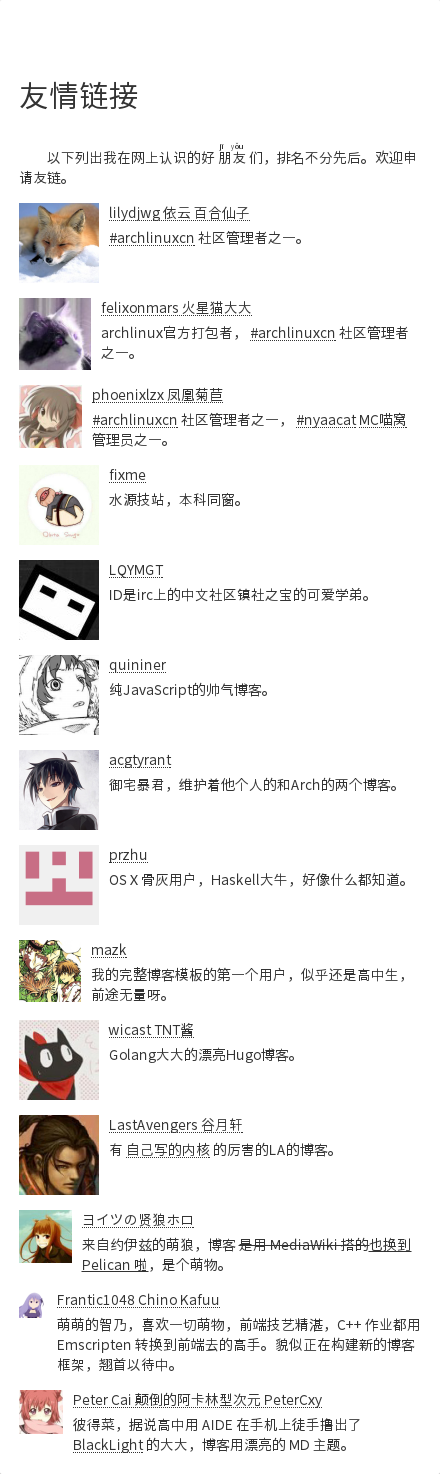 友情链接
jī yǒu
以下列出我在网上认识的好 朋友 们，排名不分先后。欢迎申
请友链。
lilydjwg 依云 百合仙子
#archlinuxcn 社区管理者之一。
felixonmars 火星猫大大
archlinux官方打包者， #archlinuxcn 社区管理者
之一。
phoenixlzx 凤凰菊苣
#archlinuxcn 社区管理者之一， #nyaacat MC喵窝
管理员之一。
fixme
水源技站，本科同窗。
LQYMGT
ID是irc上的中文社区镇社之宝的可爱学弟。
quininer
纯JavaScript的帅气博客。
acgtyrant
御宅暴君，维护着他个人的和Arch的两个博客。
przhu
OS X 骨灰用户，Haskell大牛，好像什么都知道。
mazk
我的完整博客模板的第一个用户，似乎还是高中生，
前途无量呀。
wicast TNT酱
Golang大大的漂亮Hugo博客。
LastAvengers 谷月轩
有 自己写的内核 的厉害的LA的博客。
ヨイツの贤狼ホロ
来自约伊兹的萌狼，博客 是用 MediaWiki 搭的也换到
Pelican 啦，是个萌物。
Frantic1048 Chino Kafuu
萌萌的智乃，喜欢一切萌物，前端技艺精湛，C++ 作业都用
Emscripten 转换到前端去的高手。貌似正在构建新的博客
框架，翘首以待中。
Peter Cai 颠倒的阿卡林型次元 PeterCxy
彼得菜，据说高中用 AIDE 在手机上徒手撸出了
BlackLight 的大大，博客用漂亮的 MD 主题。